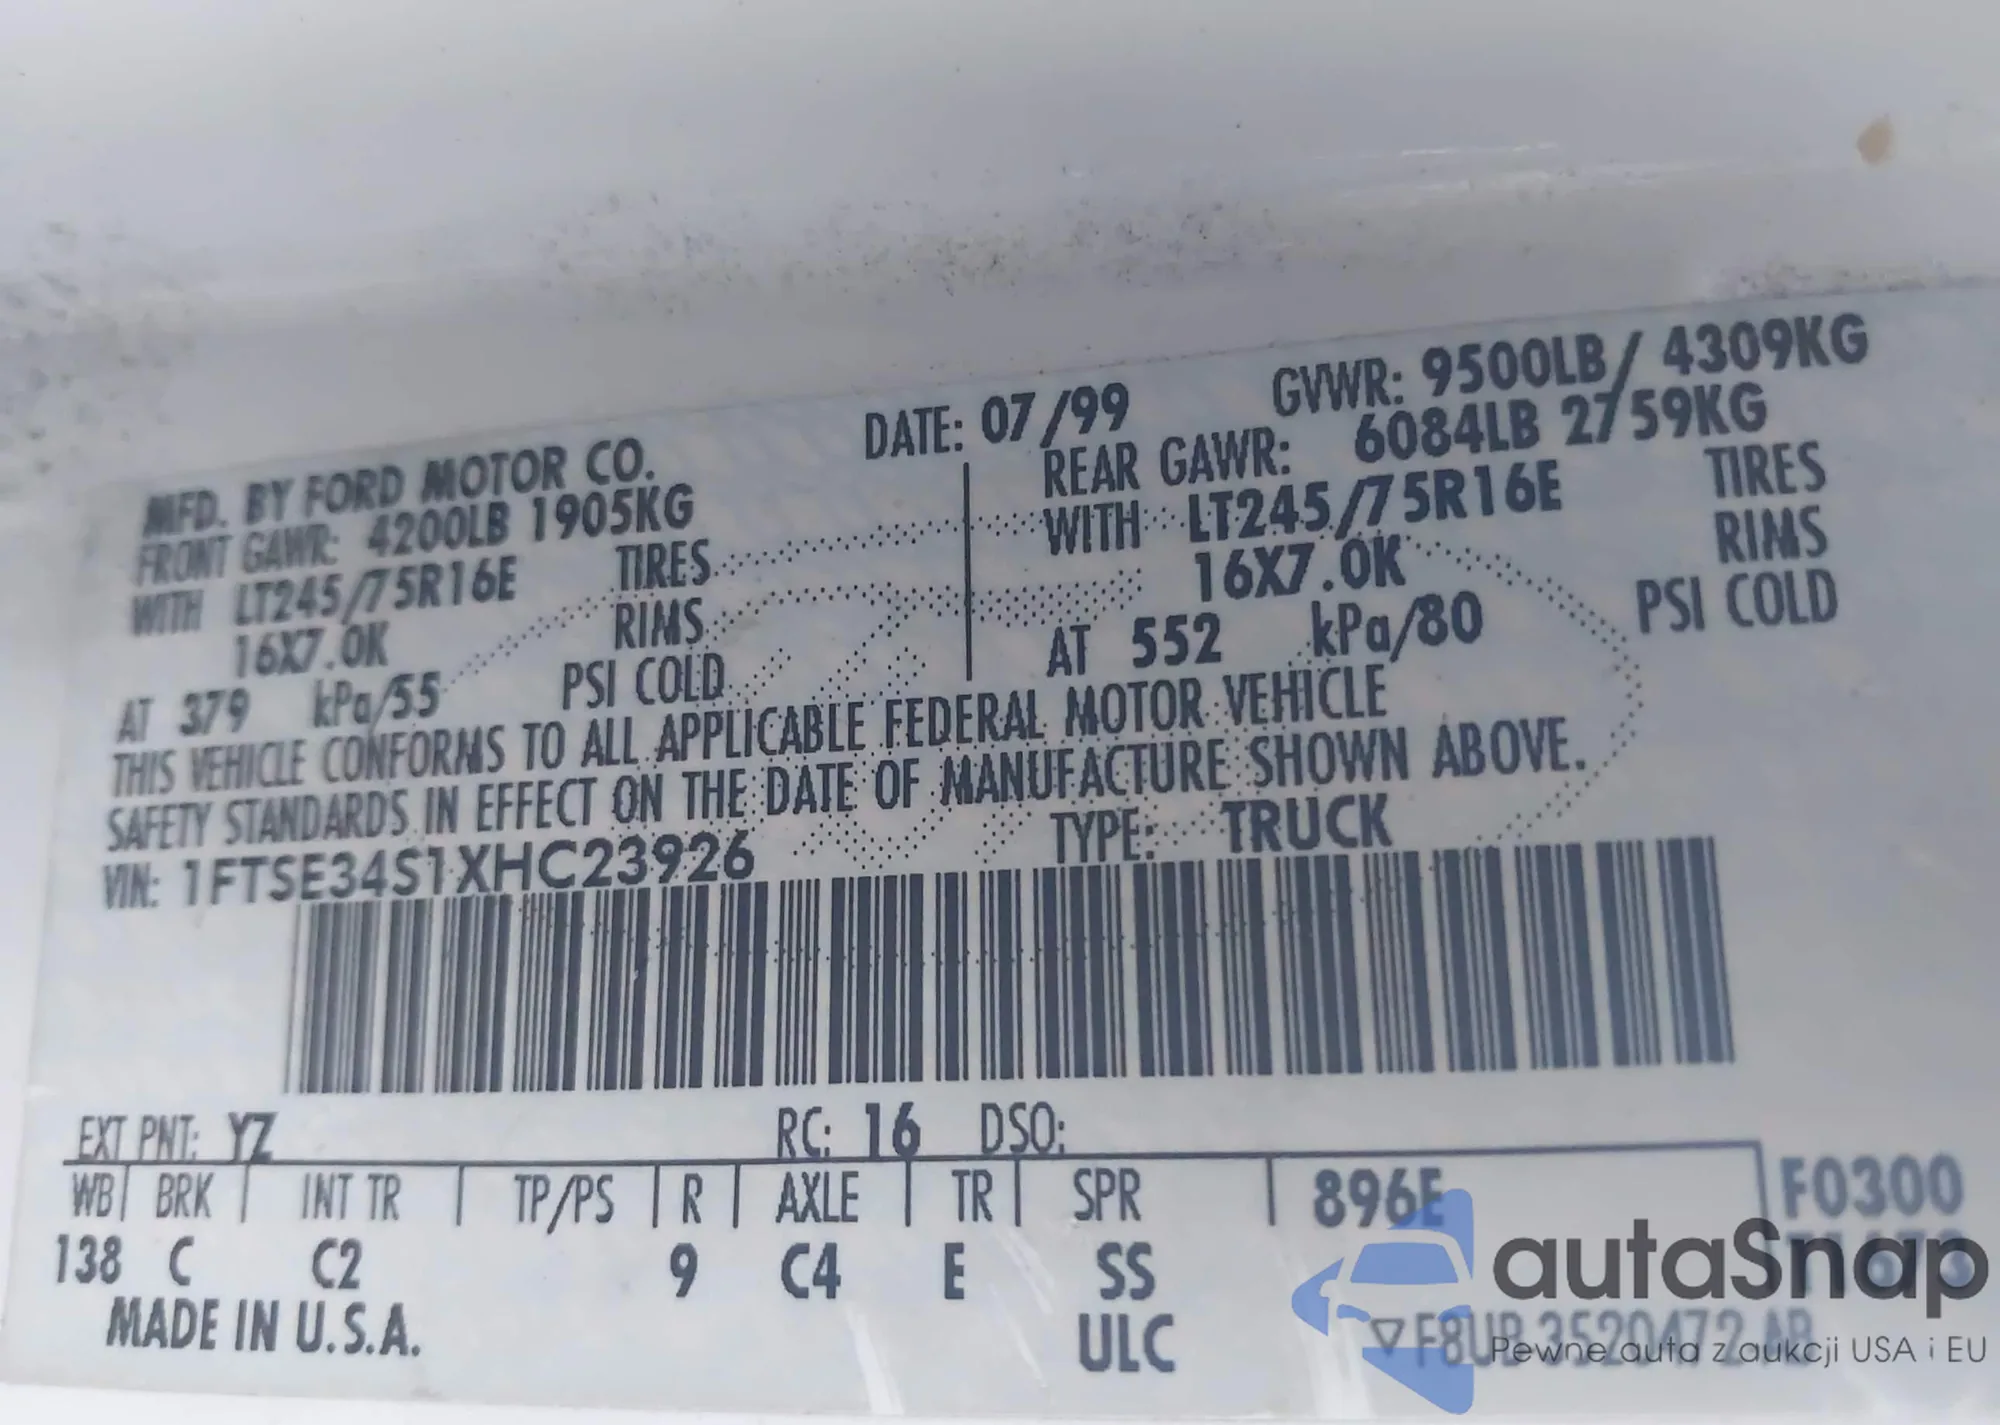 MFD. BY FORD MOTOR CO. DATE: 07/99 GVWR: 9500LB/ 4309KG
FRONT GAWR: 4200LB 1905KG REAR GAWR: 6084LB 2759KG
WITH LT245/75R16E TIRES WITH LT245/75R16E TIRES
16X7.0K RIMS 16X7.0K RIMS
AT 379 kPa/55 PSI COLD AT 552 kPa/80 PSI COLD
THIS VEHICLE CONFORMS TO ALL APPLICABLE FEDERAL MOTOR VEHICLE
SAFETY STANDARDS IN EFFECT ON THE DATE OF MANUFACTURE SHOWN ABOVE.
VIN: 1FTSE34S1XHC23926 TYPE: TRUCK
EXT PNT: YZ RC: 16 DSO:
WB BRK INT TR TP/PS R AXLE TR SPR 896E F0300
138 C C2 9 C4 E SS
MADE IN U.S.A. ULC
▽ F8UB 3520472 AB
autaSnap
Pewne auta z aukcji USA i EU